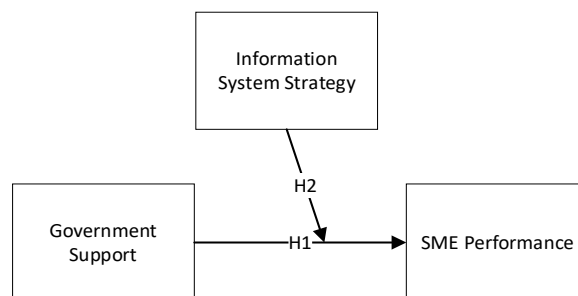 Information
System Strategy
H2
Government
Support
H1
SME Performance